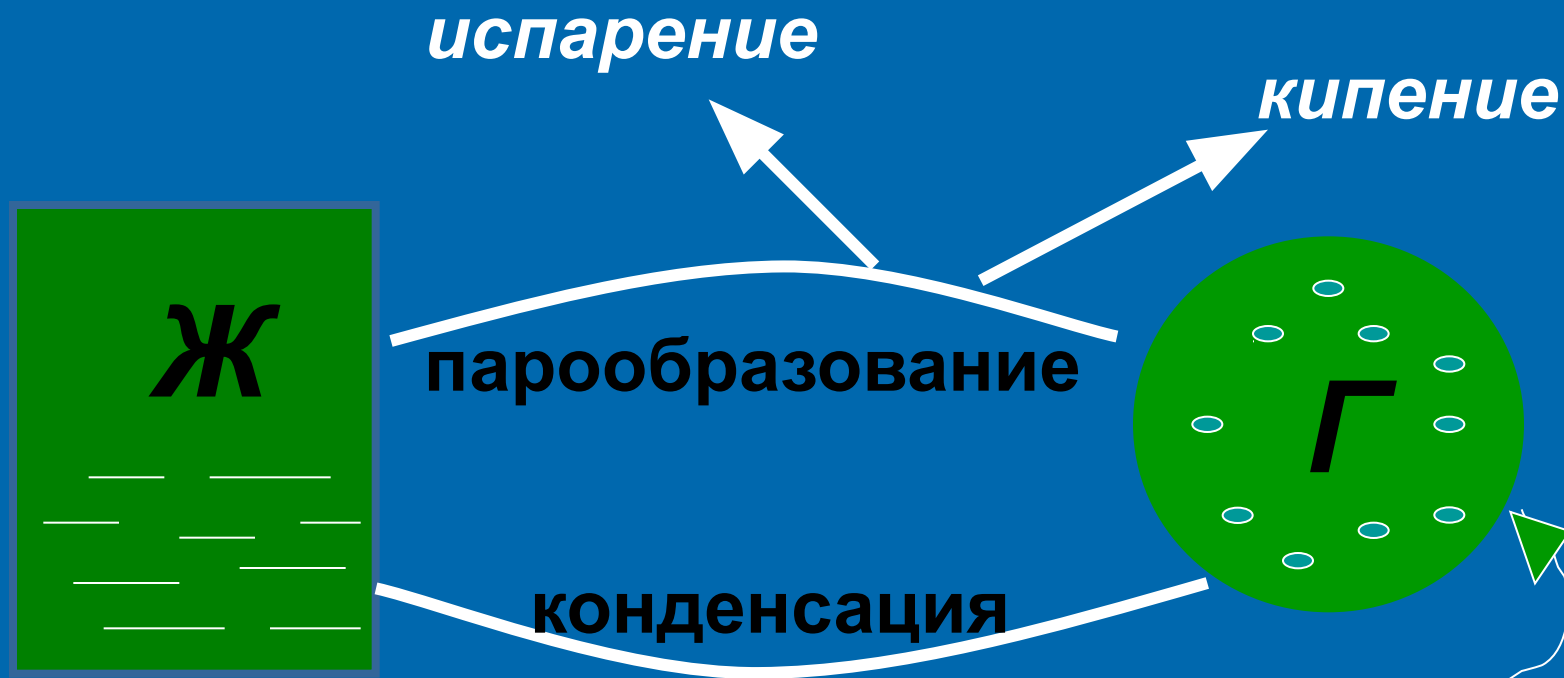 испарение
кипение
Ж
парообразование
Г
конденсация